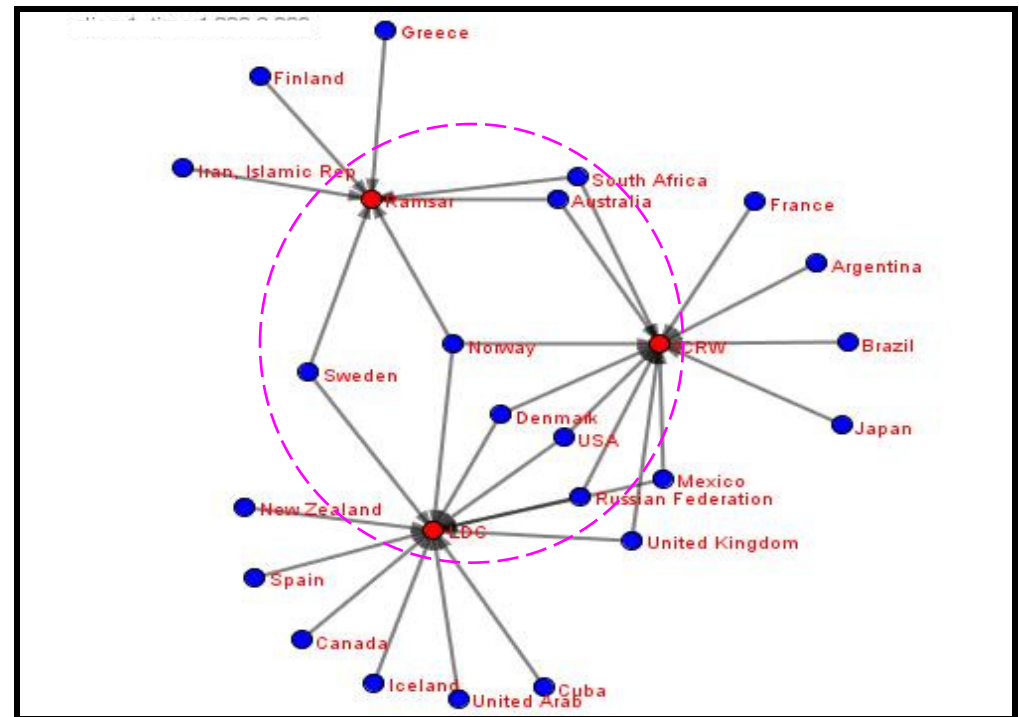 Greece
Finland
Iran, Islamic Rep
Ramsar
South Africa
Australia
France
Argentina
Norway
CRW
Brazil
Sweden
Denmark
USA
Japan
Mexico
Russian Federation
New Zealand
LDC
United Kingdom
Spain
Canada
Iceland
United Arab
Cuba